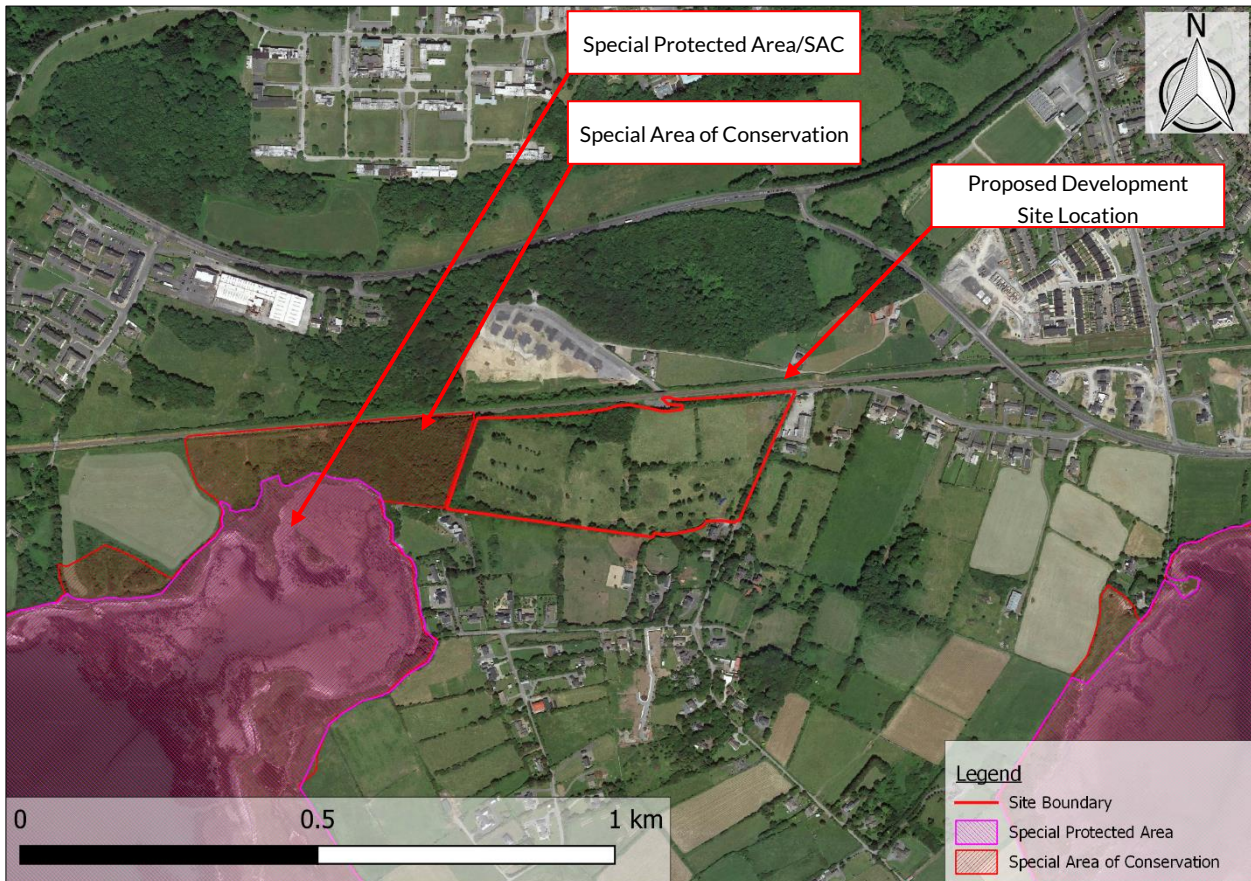 Special Protected Area/SAC
Special Area of Conservation
Proposed Development
Site Location
N
Legend
Site Boundary
Special Protected Area
Special Area of Conservation
0 0.5 1 km